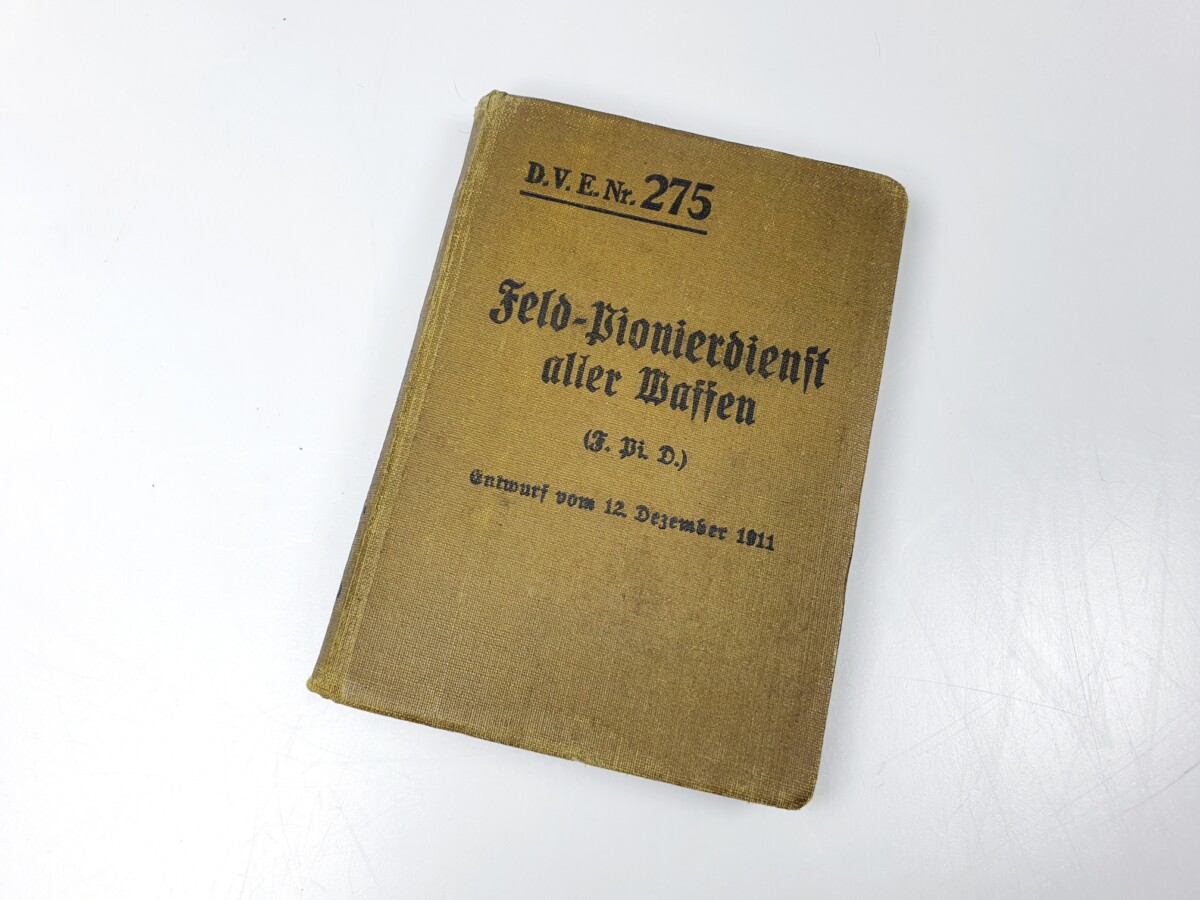 D.V.E.Nr. 275
Feld-Pionierdienst
aller Waffen
(F. Pi. D.)
Entwurf vom 12. Dezember 1911